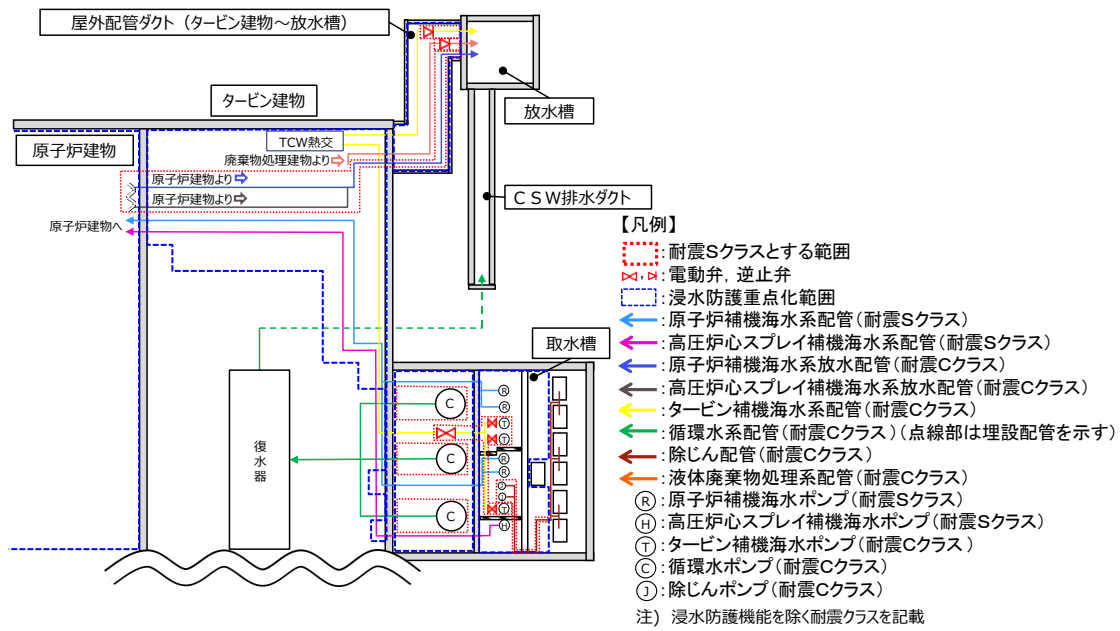 屋外配管ダクト（タービン建物～放水槽）
放水槽
タービン建物
原子炉建物
TCW熱交
廃棄物処理建物より
原子炉建物より
原子炉建物より
原子炉建物へ
ＣＳＷ排水ダクト
取水槽
復水器
C
C
C
R
R
T
T
R
R
J
J
T
H
【凡例】
:耐震Sクラスとする範囲
:電動弁, 逆止弁
:浸水防護重点化範囲
:原子炉補機海水系配管(耐震Sクラス)
:高圧炉心スプレイ補機海水系配管(耐震Sクラス)
:原子炉補機海水系放水配管(耐震Cクラス)
:高圧炉心スプレイ補機海水系放水配管(耐震Cクラス)
:タービン補機海水系配管(耐震Cクラス)
:循環水系配管(耐震Cクラス)(点線部は埋設配管を示す)
:除じん配管(耐震Cクラス)
:液体廃棄物処理系配管(耐震Cクラス)
R:原子炉補機海水ポンプ(耐震Sクラス)
H:高圧炉心スプレイ補機海水ポンプ(耐震Sクラス)
T:タービン補機海水ポンプ(耐震Cクラス)
C:循環水ポンプ(耐震Cクラス)
J:除じんポンプ(耐震Cクラス)
注) 浸水防護機能を除く耐震クラスを記載